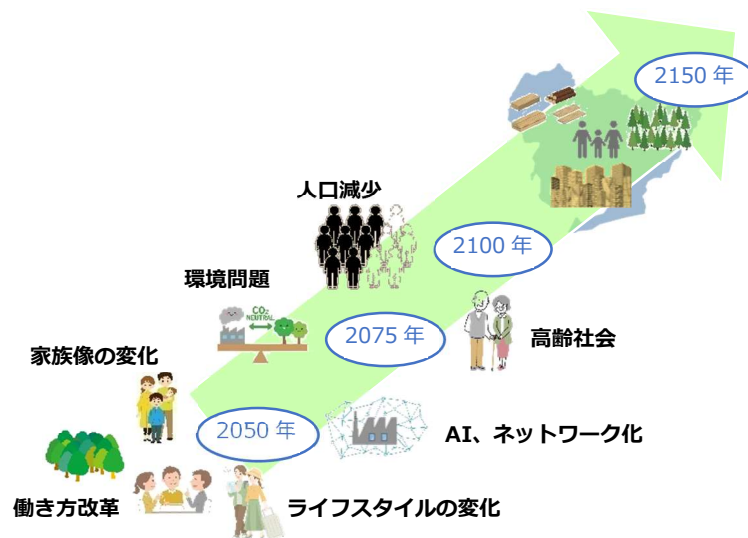 2150 年
人口減少
2100 年
環境問題
CO₂
NEUTRAL
2075 年
高齢社会
家族像の変化
2050 年
AI、ネットワーク化
働き方改革
ライフスタイルの変化